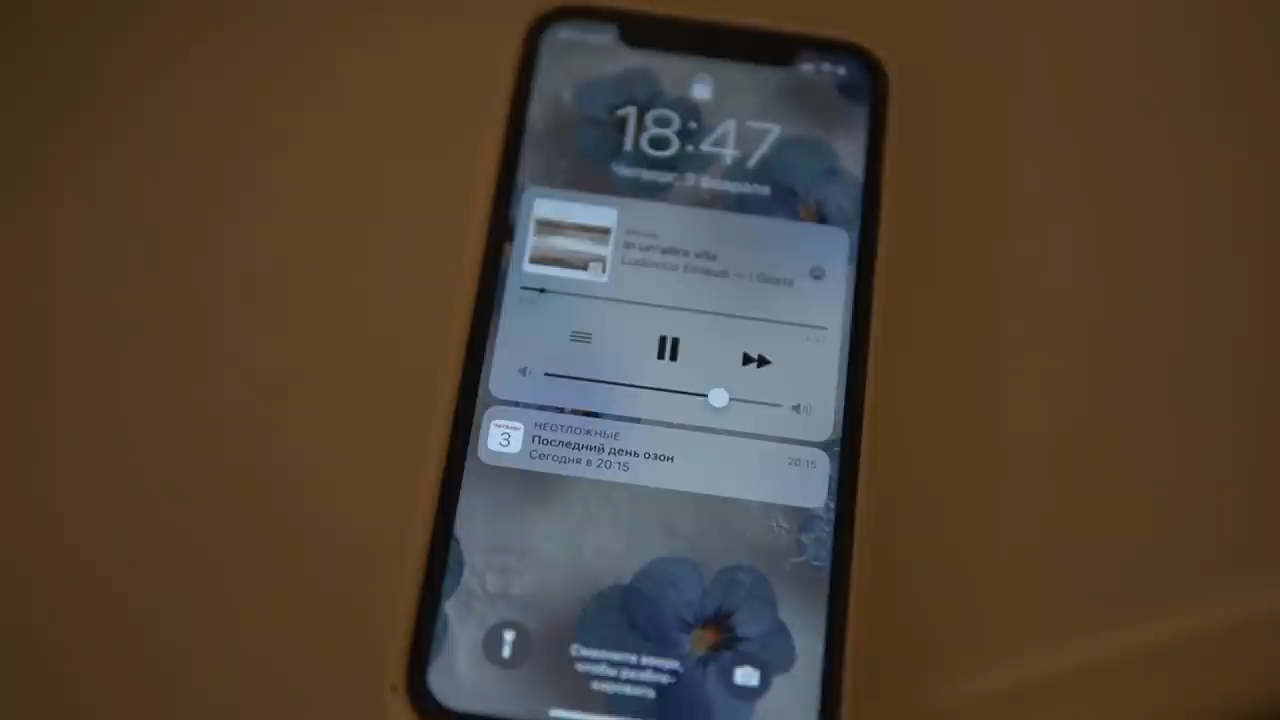 18:47
Четверг, 3 февраля
iPhone
In un'altra vita
Ludovico Einaudi — I Giorni
3
НЕОТЛОЖНЫЕ
Последний день озон
20:15
Сегодня в 20:15
Смахните вверх,
чтобы разбло-
кировать